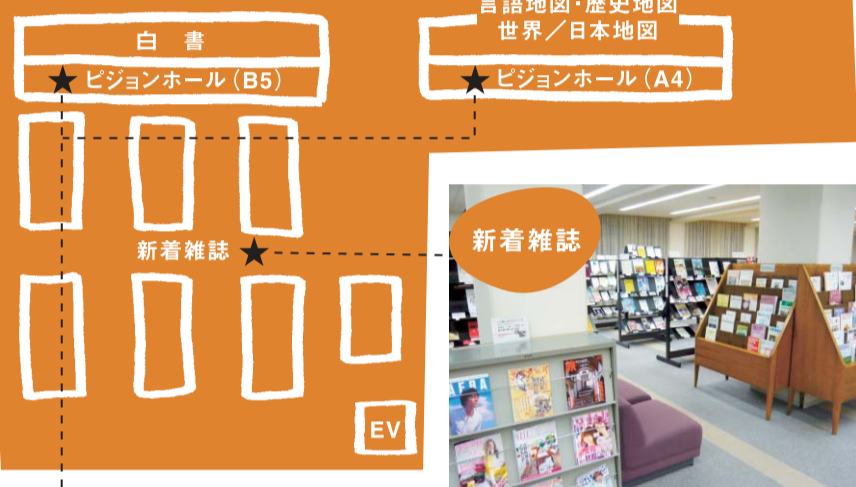 白書
ピジョンホール(B5)
言語地図・歴史地図
世界/日本地図
ピジョンホール(A4)
新着雑誌
EV
新着雑誌
AERA